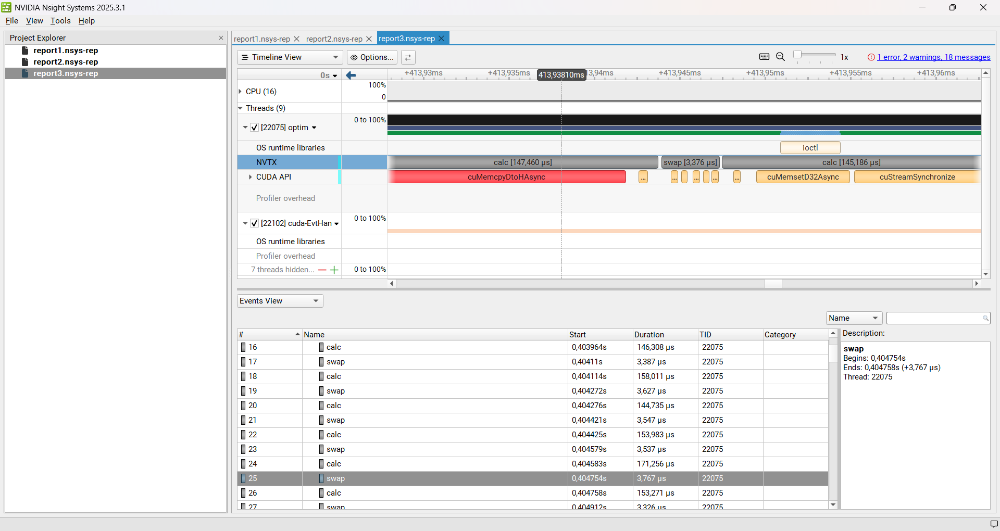 NVIDIA Nsight Systems 2025.3.1
File View Tools Help
Project Explorer
report1.nsys-rep
report2.nsys-rep
report3.nsys-rep
report1.nsys-rep report2.nsys-rep report3.nsys-rep
Timeline View Options... 1x 1 error, 2 warnings, 18 messages
0s +413,93ms +413,935ms 413,93810ms 3,94ms +413,945ms +413,95ms +413,955ms +413,96ms
CPU (16) 100%
0
Threads (9)
[22075] optim 0 to 100%
OS runtime libraries ioctl
NVTX calc [147,460 µs] swap [3,376 µs] calc [145,186 µs]
CUDA API cuMemcpyDtoHAsync ... ... ... ... ... cuMemsetD32Async cuStreamSynchronize
Profiler overhead
[22102] cuda-EvtHan 0 to 100%
OS runtime libraries
Profiler overhead
7 threads hidden... 0 to 100%
Events View
Name
# Name Start Duration TID Category
16 calc 0,403964s 146,308 µs 22075
17 swap 0,40411s 3,387 µs 22075
18 calc 0,404114s 158,011 µs 22075
19 swap 0,404272s 3,627 µs 22075
20 calc 0,404276s 144,735 µs 22075
21 swap 0,404421s 3,547 µs 22075
22 calc 0,404425s 153,983 µs 22075
23 swap 0,404579s 3,537 µs 22075
24 calc 0,404583s 171,256 µs 22075
25 swap 0,404754s 3,767 µs 22075
26 calc 0,404758s 153,271 µs 22075
27 swap 0,404912s 3,326 µs 22075
Description:
swap
Begins: 0,404754s
Ends: 0,404758s (+3,767 µs)
Thread: 22075